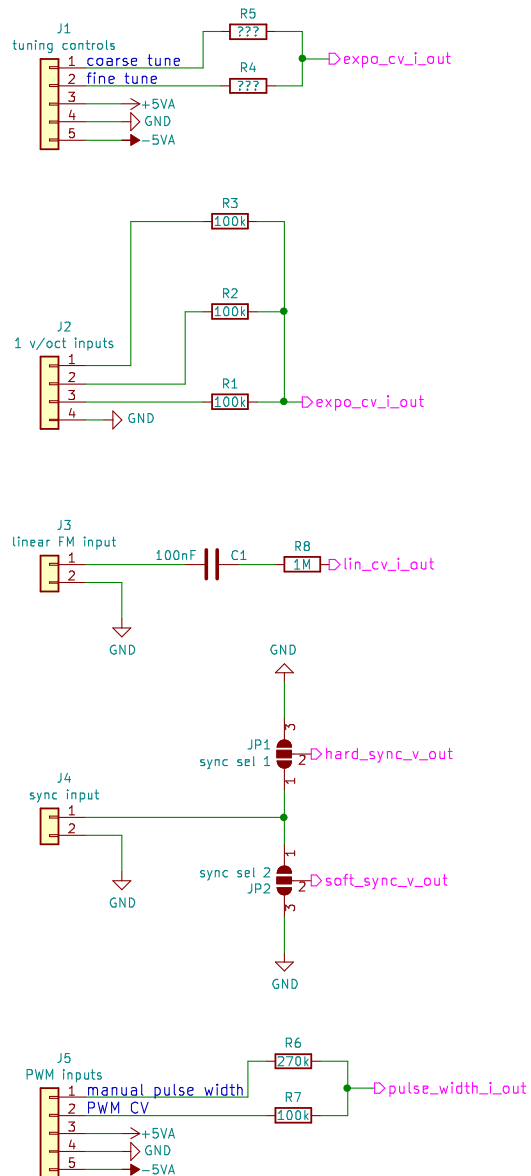 J1
tuning controls
R5
???
1 coarse tune
expo_cv_i_out
R4
???
2 fine tune
3 +5VA
4 GND
5 -5VA
R3
100k
R2
100k
J2
1 v/oct inputs
1
2
R1
100k
3
expo_cv_i_out
4 GND
J3
linear FM input
1
100nF C1
R8
1M
lin_cv_i_out
2
GND
GND
3
JP1
sync sel 1
2
hard_sync_v_out
1
J4
sync input
1
2
GND
1
sync sel 2
JP2
2
soft_sync_v_out
3
GND
J5
PWM inputs
R6
270k
1 manual pulse width
pulse_width_i_out
R7
100k
2 PWM CV
3 +5VA
4 GND
5 -5VA